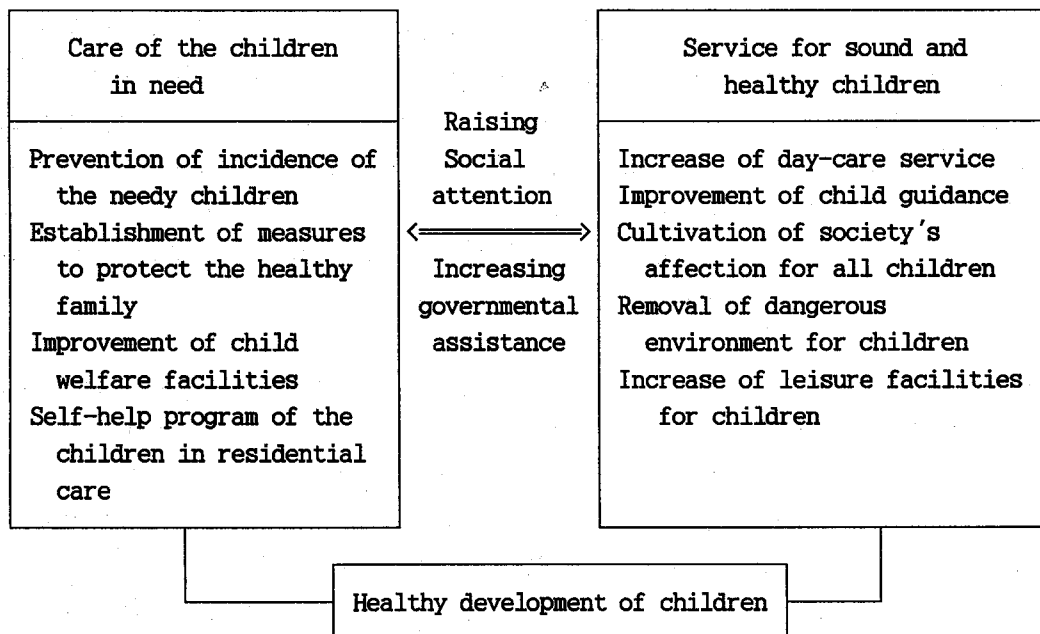 Care of the children
in need
Prevention of incidence of
the needy children
Establishment of measures
to protect the healthy
family
Improvement of child
welfare facilities
Self-help program of the
children in residential
care
Raising
Social
attention
Increasing
governmental
assistance
Service for sound and
healthy children
Increase of day-care service
Improvement of child guidance
Cultivation of society's
affection for all children
Removal of dangerous
environment for children
Increase of leisure facilities
for children
Healthy development of children